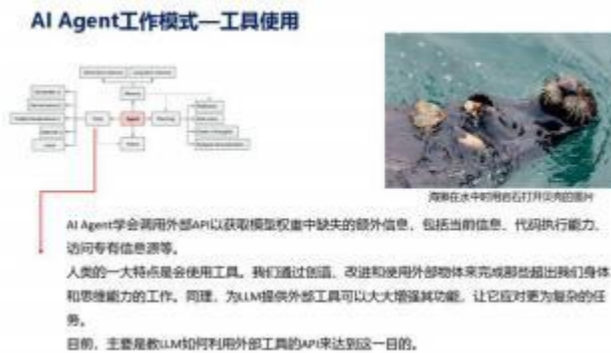 AI Agent工作模式—工具使用
Memory
Tools
Agent
Planning
Action
海獭在水中时用岩石打开贝壳的图片
AI Agent学会调用外部API以获取模型权重中缺失的额外信息、包括当前信息、代码执行能力、
访问专有信息源等。
人类的一大特点是会使用工具。我们通过创造、改进和使用外部物体来完成那些超出我们身体
和思维能力的工作。同理、为LLM提供外部工具可以大大增强其功能、让它应对更为复杂的任
务。
目前、主要是教LLM如何利用外部工具的API来达到这一目的。